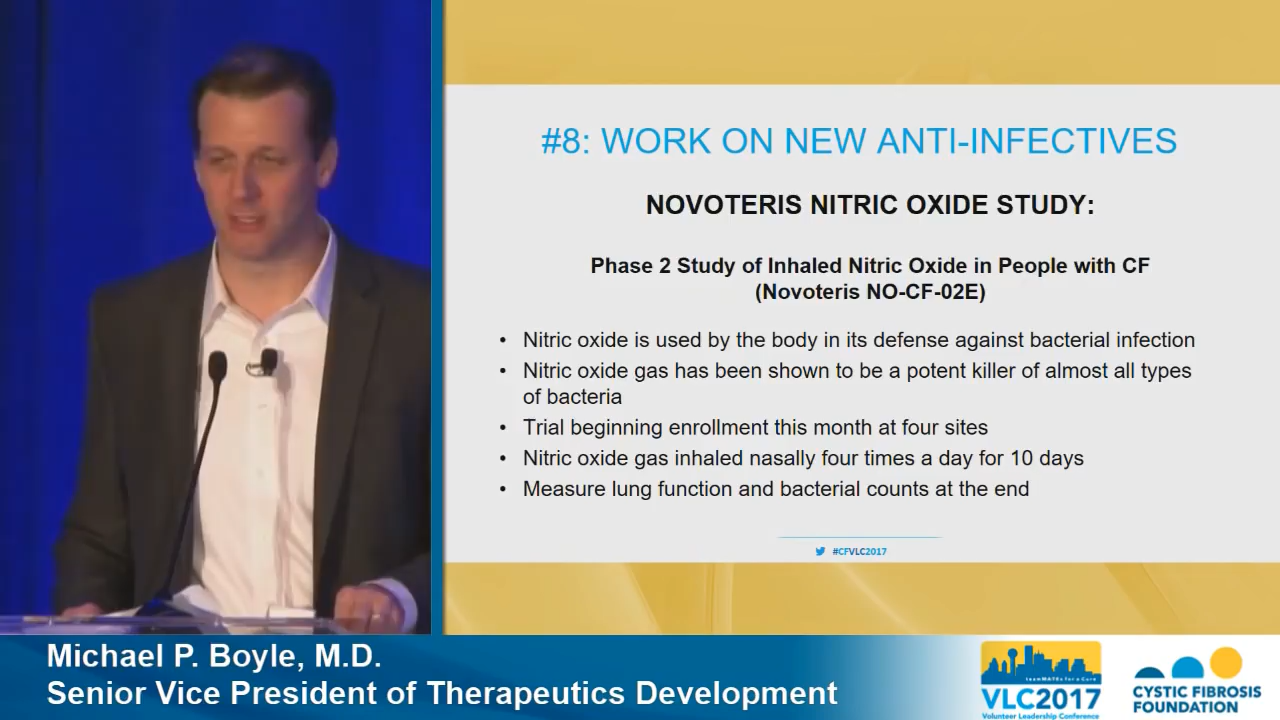 #8: WORK ON NEW ANTI-INFECTIVES
NOVOTERIS NITRIC OXIDE STUDY:
Phase 2 Study of Inhaled Nitric Oxide in People with CF
(Novoteris NO-CF-02E)
• Nitric oxide is used by the body in its defense against bacterial infection
• Nitric oxide gas has been shown to be a potent killer of almost all types
of bacteria
• Trial beginning enrollment this month at four sites
• Nitric oxide gas inhaled nasally four times a day for 10 days
• Measure lung function and bacterial counts at the end
#CFVLC2017
Michael P. Boyle, M.D.
Senior Vice President of Therapeutics Development
teamMATEs for a Cure
VLC2017
Volunteer Leadership Conference
CYSTIC FIBROSIS
FOUNDATION